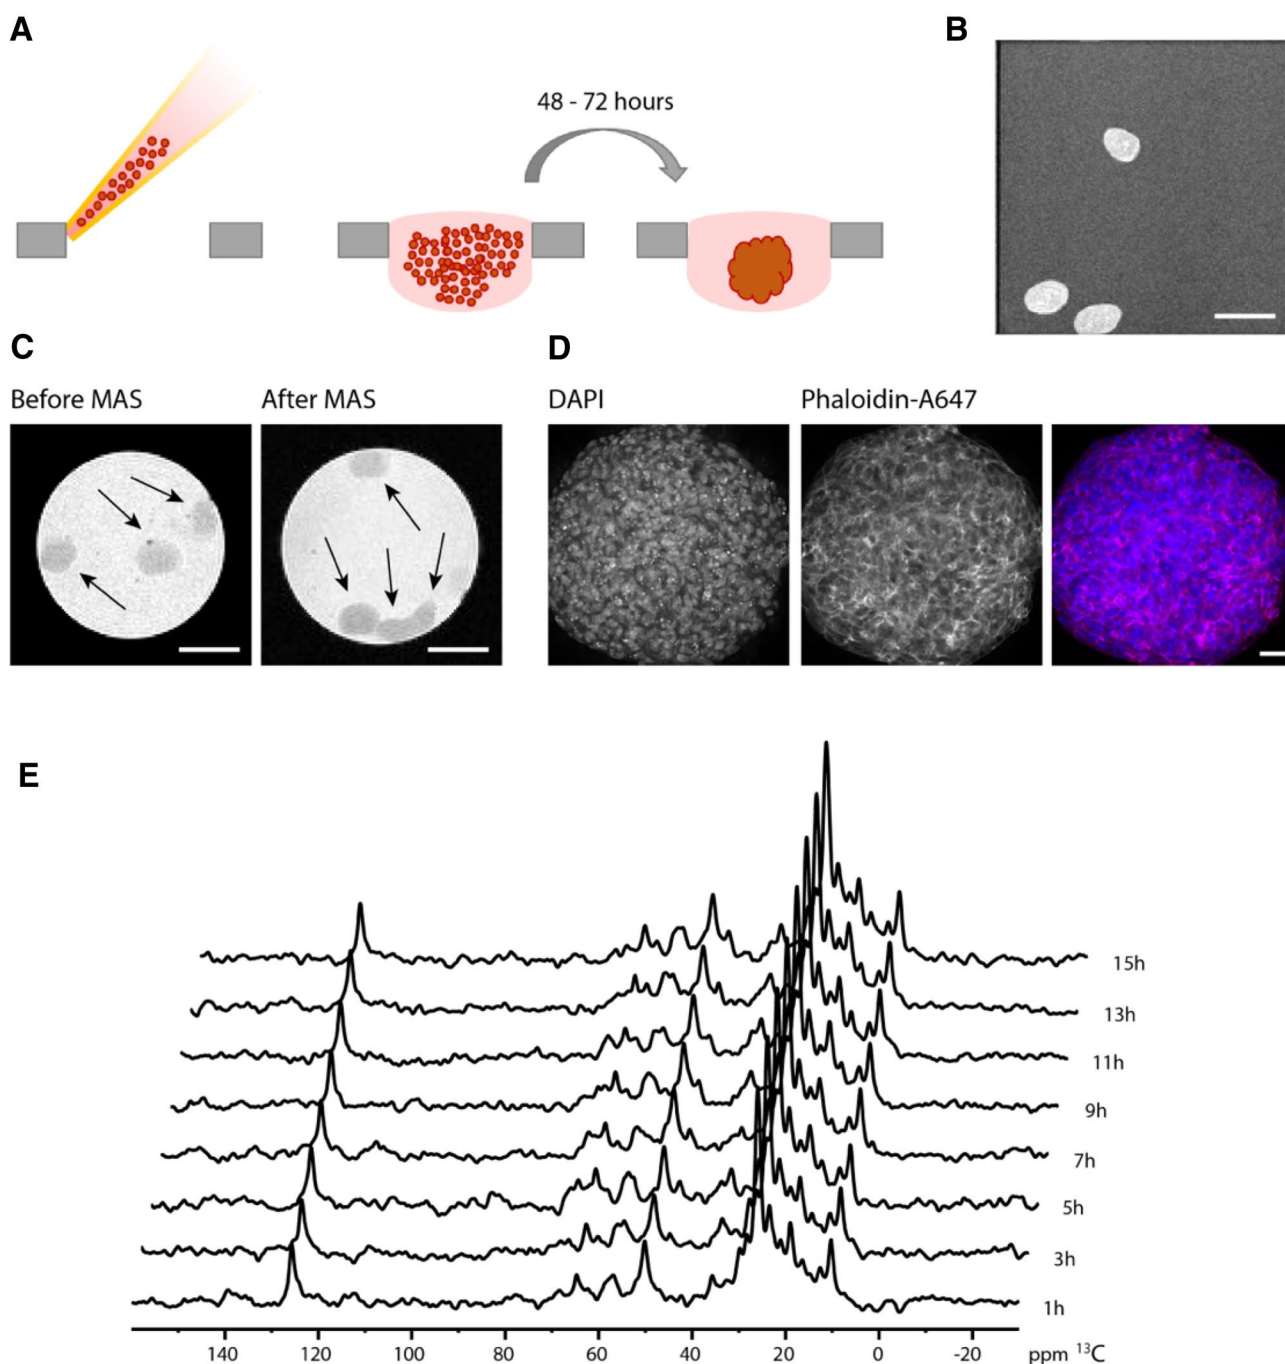 A
B
48 - 72 hours
C
D
Before MAS
After MAS
DAPI
Phaloidin-A647
E
15h
13h
11h
9h
7h
5h
3h
1h
140 120 100 80 60 40 20 0 -20 ppm ¹³C